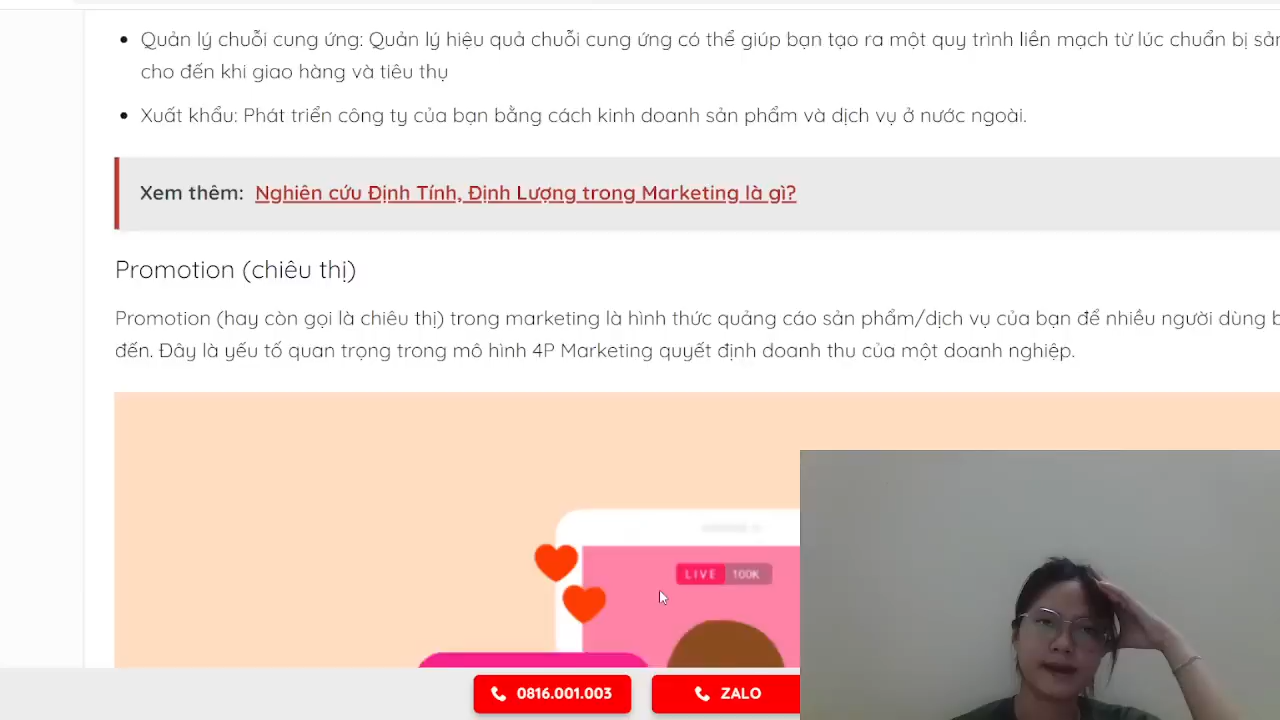 Quản lý chuỗi cung ứng: Quản lý hiệu quả chuỗi cung ứng có thể giúp bạn tạo ra một quy trình liền mạch từ lúc chuẩn bị
cho đến khi giao hàng và tiêu thụ
Xuất khẩu: Phát triển công ty của bạn bằng cách kinh doanh sản phẩm và dịch vụ ở nước ngoài.
Xem thêm: Nghiên cứu Định Tính, Định Lượng trong Marketing là gì?
Promotion (chiêu thị)
Promotion (hay còn gọi là chiêu thị) trong marketing là hình thức quảng cáo sản phẩm/dịch vụ của bạn để nhiều người dùng
đến. Đây là yếu tố quan trọng trong mô hình 4P Marketing quyết định doanh thu của một doanh nghiệp.
LIVE 100K
0816.001.003 ZALO